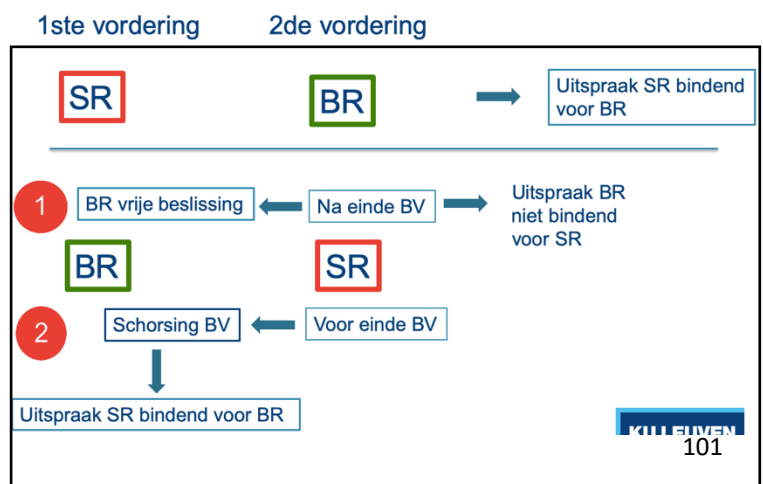 1ste vordering 2de vordering
SR
BR
Uitspraak SR bindend
voor BR
1
BR vrije beslissing
Na einde BV
Uitspraak BR
niet bindend
voor SR
BR
SR
2
Schorsing BV
Voor einde BV
Uitspraak SR bindend voor BR
KU LEUVEN
101